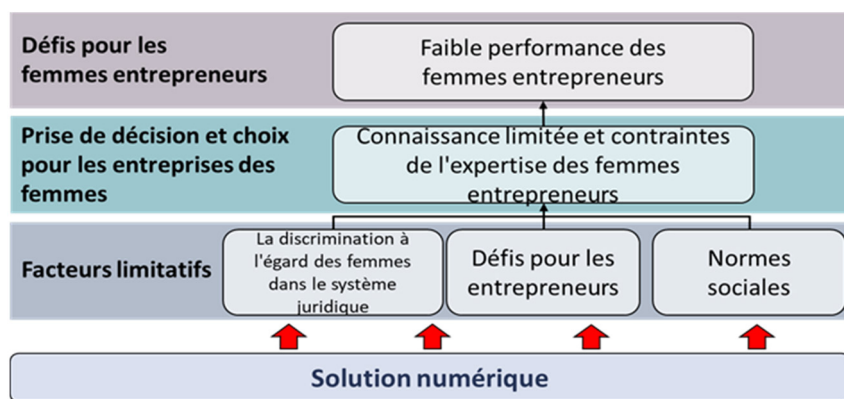 Défis pour les
femmes entrepreneurs
Faible performance des
femmes entrepreneurs
Prise de décision et choix
pour les entreprises des
femmes
Connaissance limitée et contraintes
de l'expertise des femmes
entrepreneurs
Facteurs limitatifs
La discrimination à
l'égard des femmes
dans le système
juridique
Défis pour les
entrepreneurs
Normes
sociales
Solution numérique